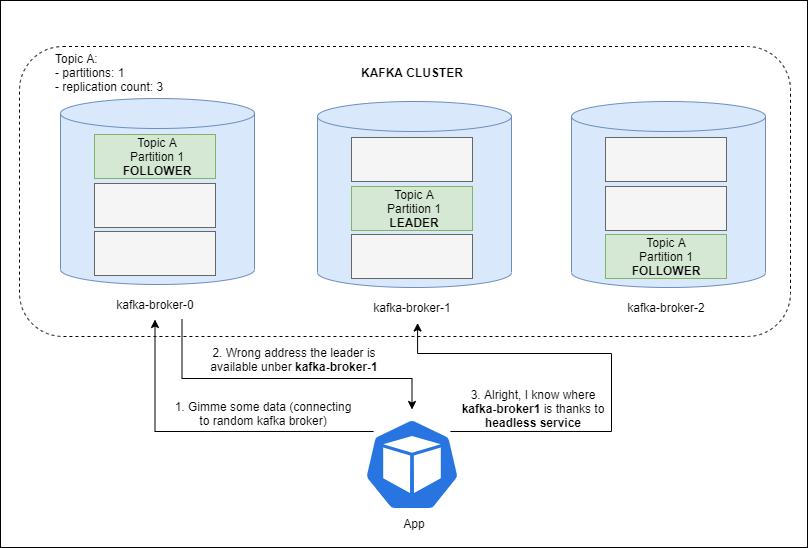 Topic A:
- partitions: 1
- replication count: 3
KAFKA CLUSTER
Topic A
Partition 1
FOLLOWER
Topic A
Partition 1
LEADER
Topic A
Partition 1
FOLLOWER
kafka-broker-0
kafka-broker-1
kafka-broker-2
2. Wrong address the leader is
available unber kafka-broker-1
1. Gimme some data (connecting
to random kafka broker)
3. Alright, I know where
kafka-broker1 is thanks to
headless service
App